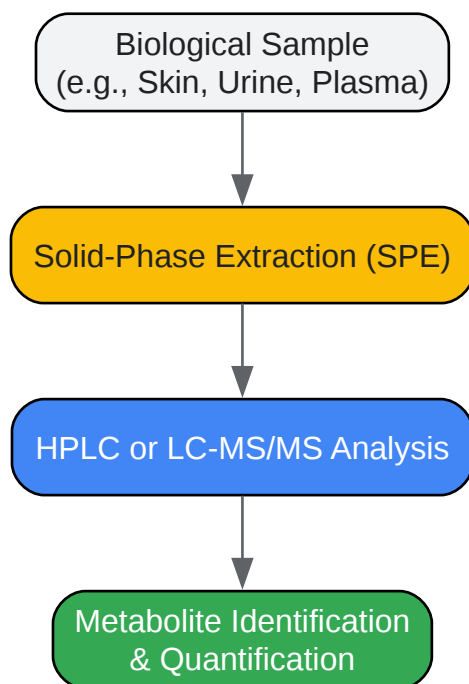 Biological Sample
(e.g., Skin, Urine, Plasma)
Solid-Phase Extraction (SPE)
HPLC or LC-MS/MS Analysis
Metabolite Identification
& Quantification